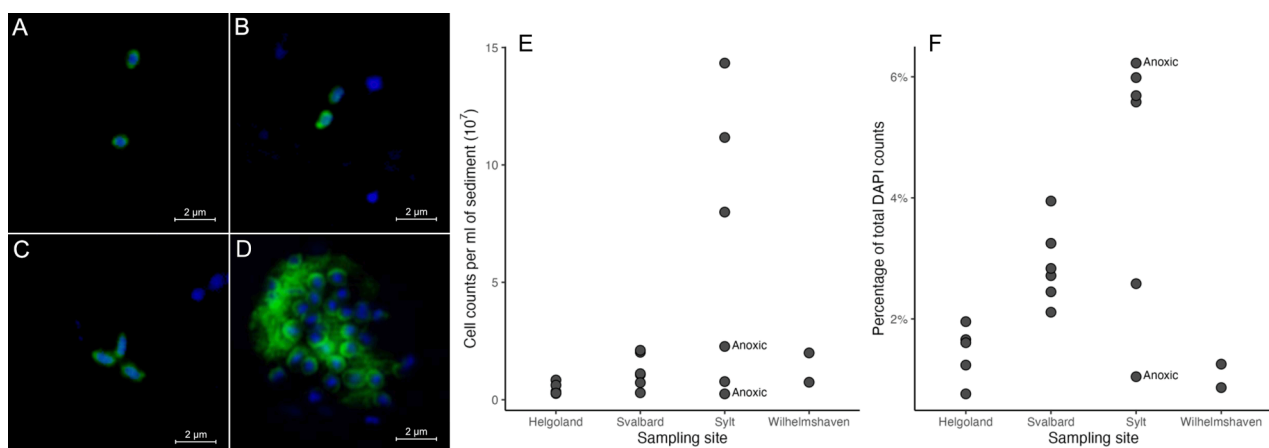 A
2 µm
B
2 µm
C
2 µm
D
2 µm
E
Cell counts per ml of sediment (10⁷)
15
10
5
0
Anoxic
Anoxic
Helgoland Svalbard Sylt Wilhelmshaven
Sampling site
F
Percentage of total DAPI counts
6%
4%
2%
Anoxic
Anoxic
Helgoland Svalbard Sylt Wilhelmshaven
Sampling site